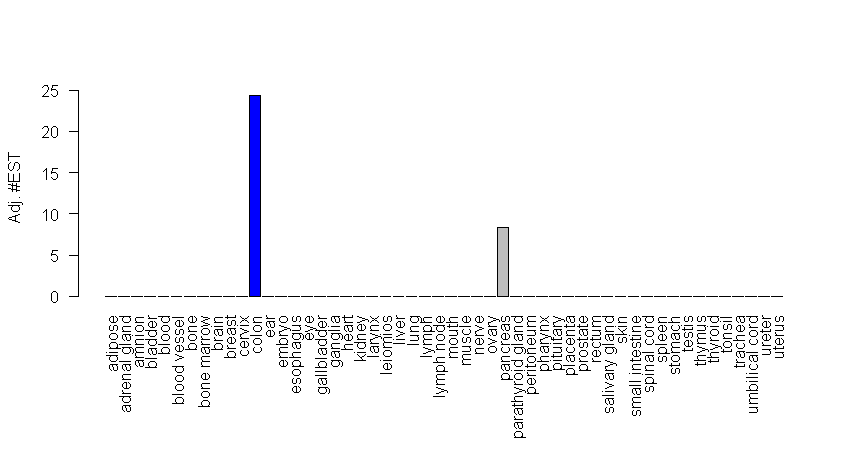 Adj. #EST
25
20
15
10
5
0
adipose
adrenal gland
amnion
bladder
blood
blood vessel
bone
bone marrow
brain
breast
cervix
colon
ear
embryo
esophagus
eye
gallbladder
ganglia
heart
kidney
larynx
leiomios
liver
lung
lymph
lymph node
mouth
muscle
nerve
ovary
pancreas
parathyroid gland
peritoneum
pharynx
pituitary
placenta
prostate
rectum
salivary gland
skin
small intestine
spinal cord
spleen
stomach
testis
thymus
thyroid
tonsil
trachea
umbilical cord
ureter
uterus